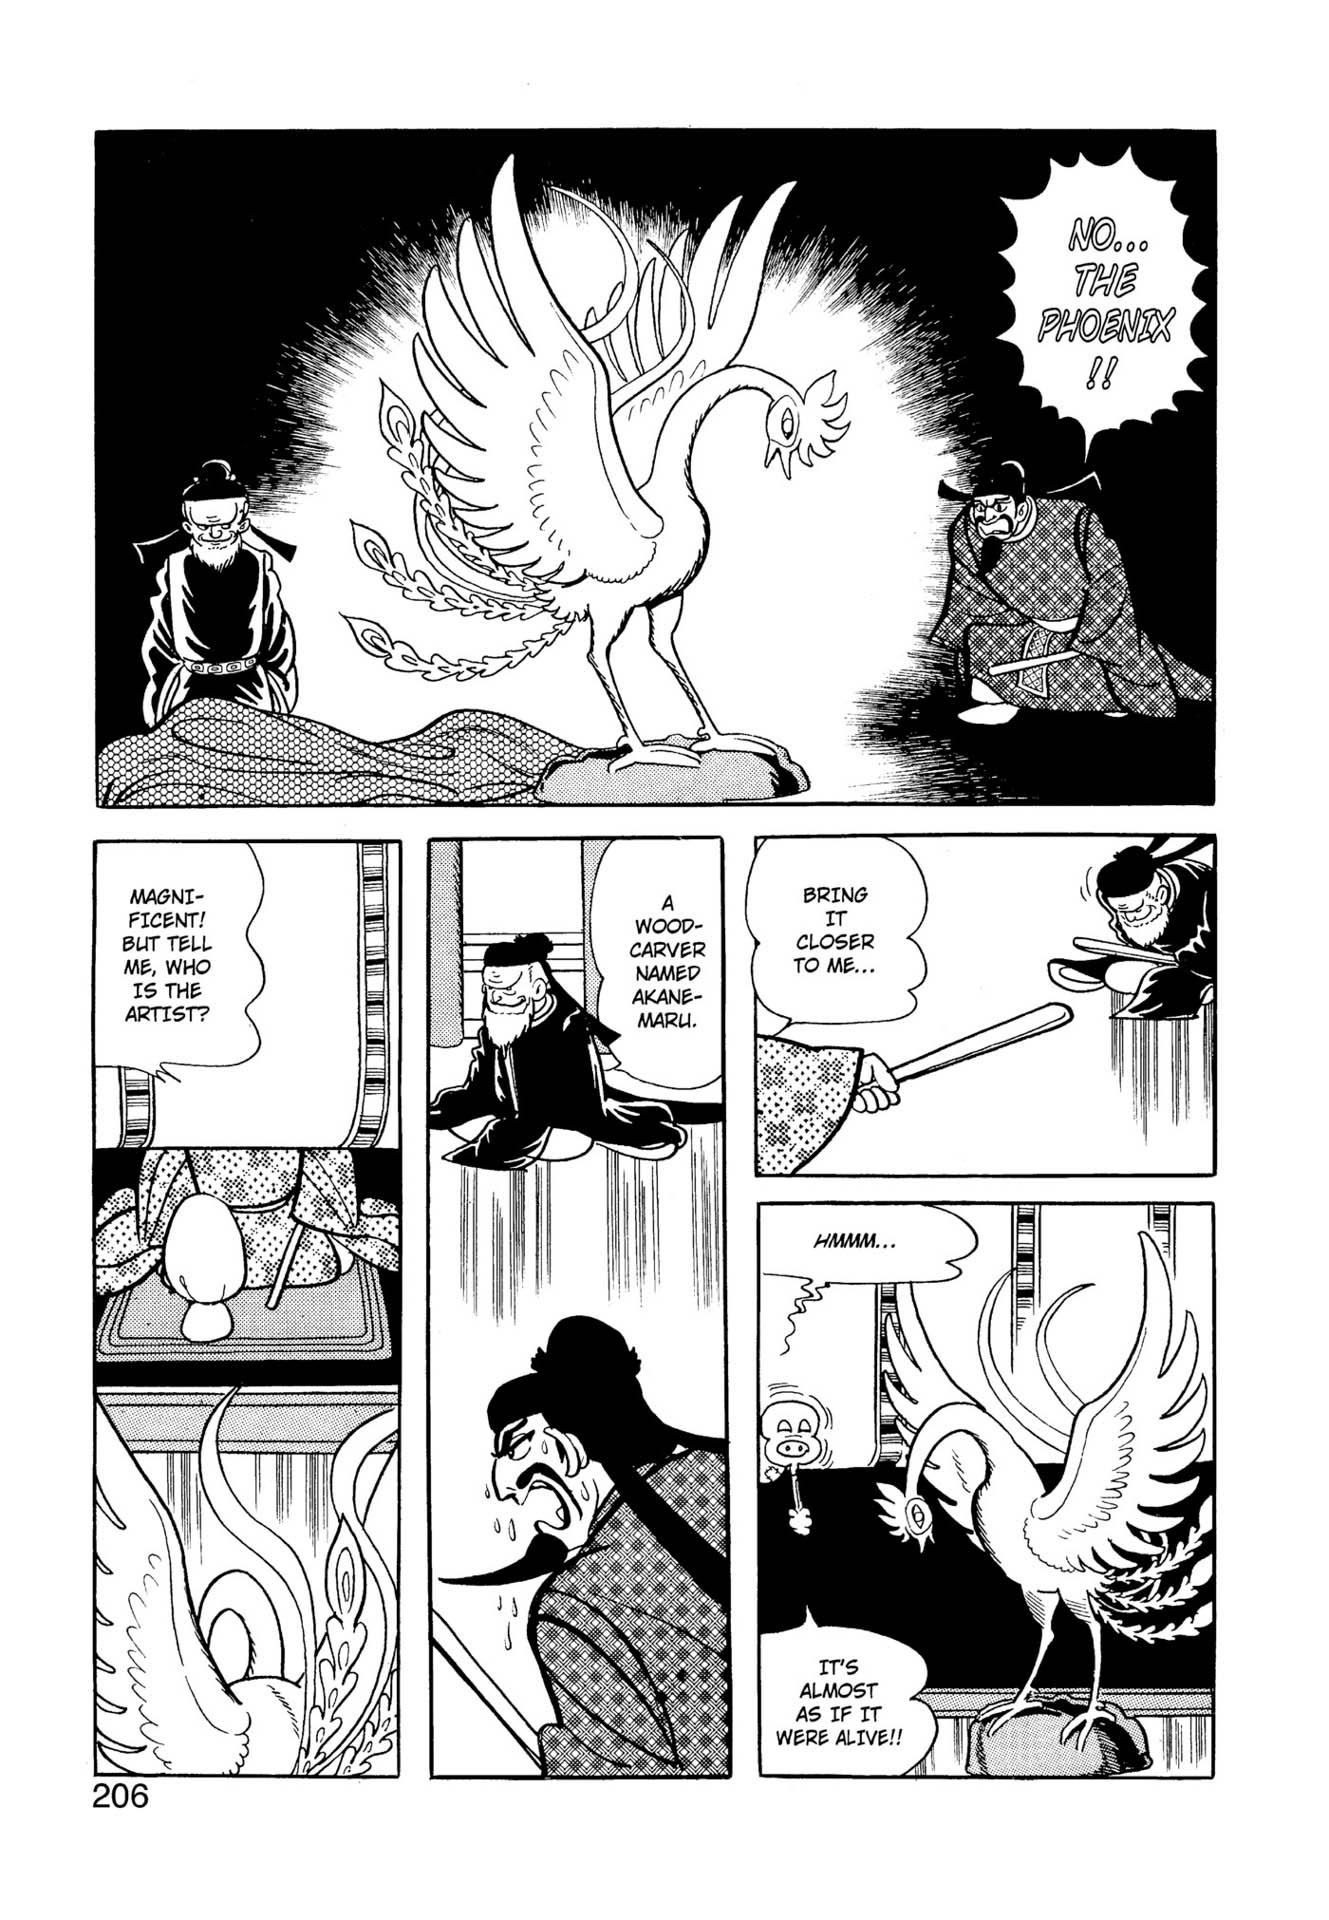 NO...
THE
PHOENIX
!!
BRING
IT
CLOSER
TO ME...
HMMM...
IT'S
ALMOST
AS IF IT
WERE ALIVE!!
A
WOOD-
CARVER
NAMED
AKANE-
MARU.
MAGNI-
FICENT!
BUT TELL
ME, WHO
IS THE
ARTIST?
206